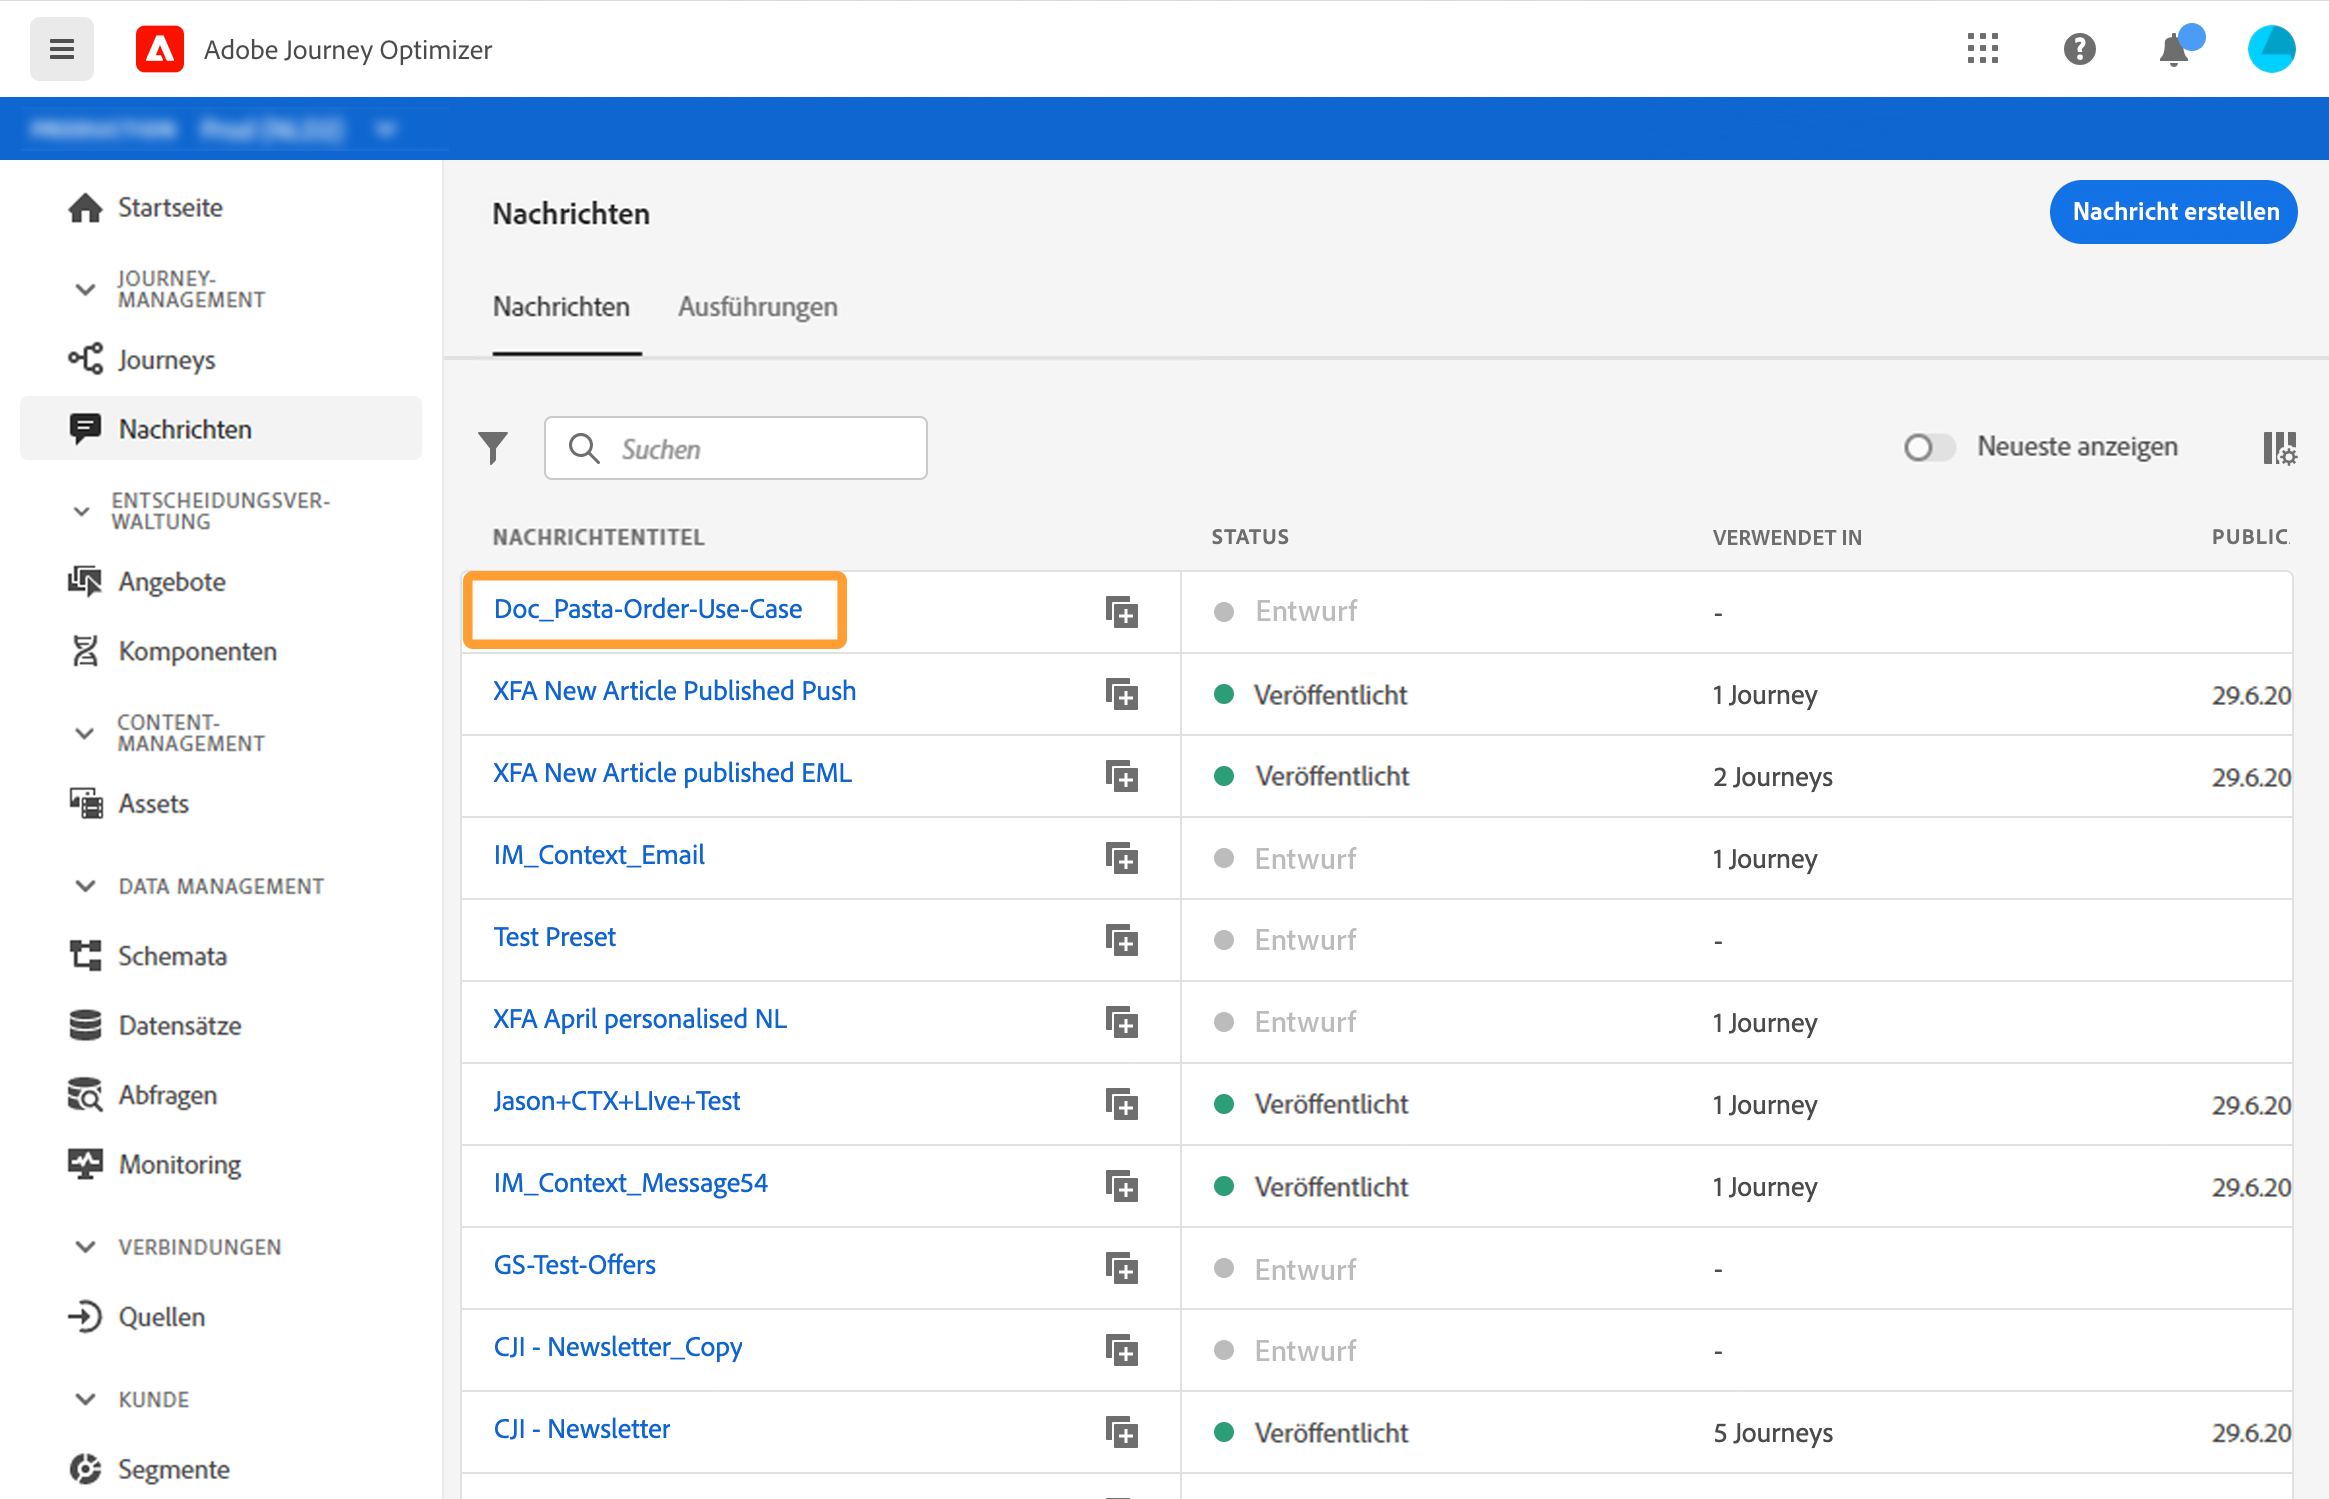 Adobe Journey Optimizer
Startseite
JOURNEY-
MANAGEMENT
Journeys
Nachrichten
ENTSCHEIDUNGSVER-
WALTUNG
Angebote
Komponenten
CONTENT-
MANAGEMENT
Assets
DATA MANAGEMENT
Schemata
Datensätze
Abfragen
Monitoring
VERBINDUNGEN
Quellen
KUNDE
Segmente
Nachrichten
Nachricht erstellen
Nachrichten Ausführungen
Suchen
Neueste anzeigen
NACHRICHTENTITEL STATUS VERWENDET IN PUBLIC
Doc_Pasta-Order-Use-Case Entwurf -
XFA New Article Published Push Veröffentlicht 1 Journey 29.6.20
XFA New Article published EML Veröffentlicht 2 Journeys 29.6.20
IM_Context_Email Entwurf 1 Journey
Test Preset Entwurf -
XFA April personalised NL Entwurf 1 Journey
Jason+CTX+LIve+Test Veröffentlicht 1 Journey 29.6.20
IM_Context_Message54 Veröffentlicht 1 Journey 29.6.20
GS-Test-Offers Entwurf -
CJI - Newsletter_Copy Entwurf -
CJI - Newsletter Veröffentlicht 5 Journeys 29.6.20